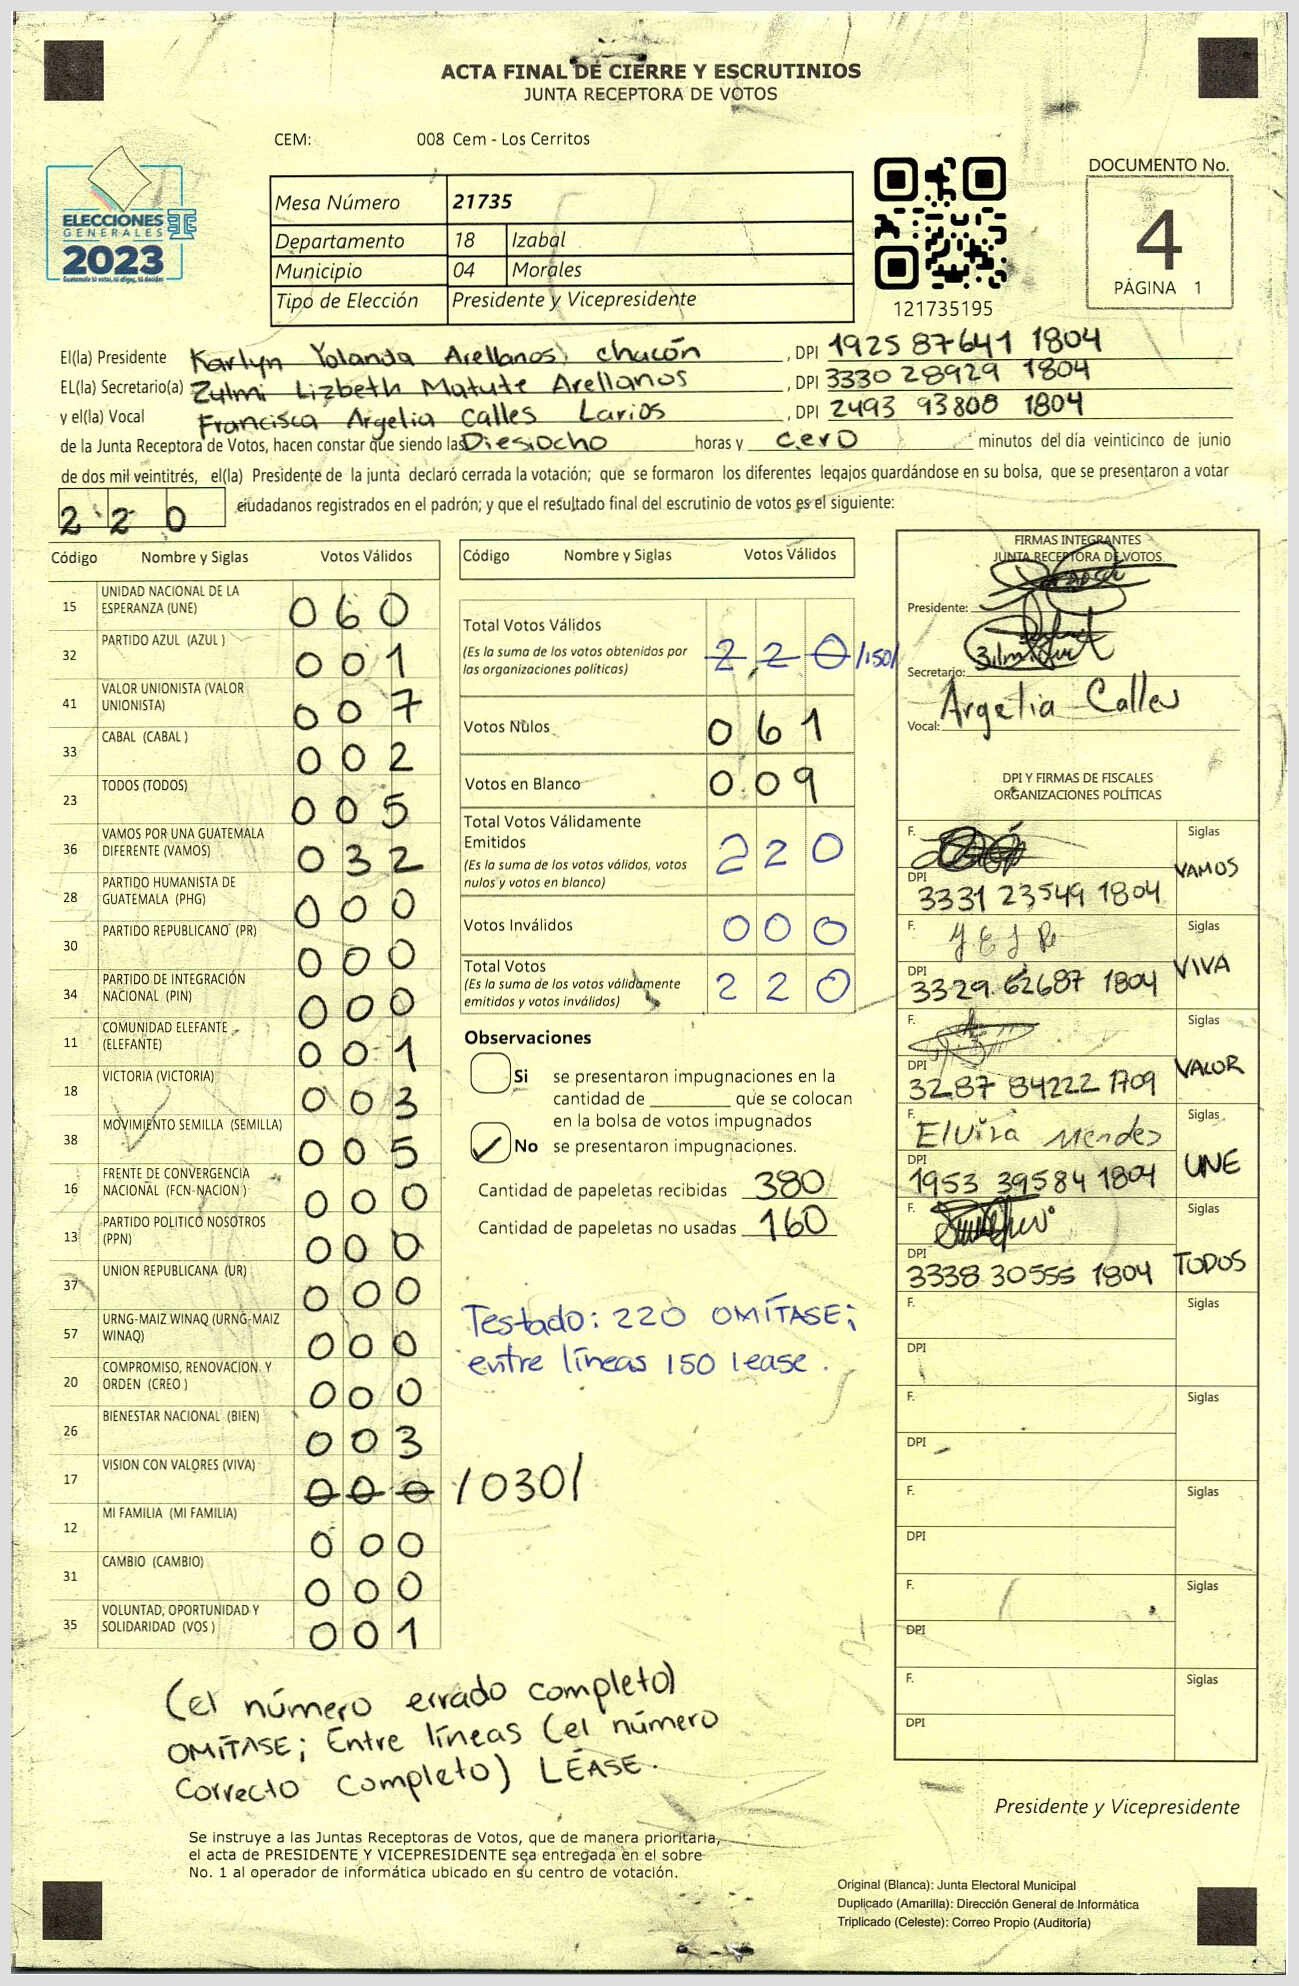 ACTA FINAL DE CIERRE Y ESCRUTINIOS
JUNTA RECEPTORA DE VOTOS
CEM: 008 Cem - Los Cerritos
ELECCIONES
GENERALES
2023
Mesa Número 21735
Departamento 18 Izabal
Municipio 04 Morales
Tipo de Elección Presidente y Vicepresidente
121735195
DOCUMENTO No.
4
PÁGINA 1
El(la) Presidente Karlyn Yolanda Arellanos Chacón , DPI 1925 87641 1804
EL(la) Secretario(a) Zulmi Lizbeth Matute Arellanos , DPI 3330 28929 1804
y el(la) Vocal Francisca Argelia Calles Larios , DPI 2493 93808 1804
de la Junta Receptora de Votos, hacen constar que siendo las Diesiocho horas y cero minutos del día veinticinco de junio
de dos mil veintitrés, el(la) Presidente de la junta declaró cerrada la votación; que se formaron los diferentes legajos guardándose en su bolsa, que se presentaron a votar
2 2 0 ciudadanos registrados en el padrón; y que el resultado final del escrutinio de votos es el siguiente:
Código Nombre y Siglas Votos Válidos
15 UNIDAD NACIONAL DE LA
ESPERANZA (UNE) 0 6 0
32 PARTIDO AZUL (AZUL ) 0 0 1
41 VALOR UNIONISTA (VALOR
UNIONISTA) 0 0 7
33 CABAL (CABAL ) 0 0 2
23 TODOS (TODOS) 0 0 5
36 VAMOS POR UNA GUATEMALA
DIFERENTE (VAMOS) 0 3 2
28 PARTIDO HUMANISTA DE
GUATEMALA (PHG) 0 0 0
30 PARTIDO REPUBLICANO (PR) 0 0 0
34 PARTIDO DE INTEGRACIÓN
NACIONAL (PIN) 0 0 0
11 COMUNIDAD ELEFANTE
(ELEFANTE) 0 0 1
18 VICTORIA (VICTORIA) 0 0 3
38 MOVIMIENTO SEMILLA (SEMILLA) 0 0 5
16 FRENTE DE CONVERGENCIA
NACIONAL (FCN-NACION ) 0 0 0
13 PARTIDO POLITICO NOSOTROS
(PPN) 0 0 0
37 UNION REPUBLICANA (UR) 0 0 0
57 URNG-MAIZ WINAQ (URNG-MAIZ
WINAQ) 0 0 0
20 COMPROMISO, RENOVACION Y
ORDEN (CREO ) 0 0 0
26 BIENESTAR NACIONAL (BIEN) 0 0 3
17 VISION CON VALORES (VIVA) 0 0 0 /030/
12 MI FAMILIA (MI FAMILIA) 0 0 0
31 CAMBIO (CAMBIO) 0 0 0
35 VOLUNTAD, OPORTUNIDAD Y
SOLIDARIDAD (VOS ) 0 0 1
Código Nombre y Siglas Votos Válidos
Total Votos Válidos
(Es la suma de los votos obtenidos por
las organizaciones politicas) 2 2 0 /150/
Votos Nulos 0 6 1
Votos en Blanco 0 0 9
Total Votos Válidamente
Emitidos
(Es la suma de los votos válidos, votos
nulos y votos en blanco) 2 2 0
Votos Inválidos 0 0 0
Total Votos
(Es la suma de los votos válidamente
emitidos y votos inválidos) 2 2 0
Observaciones
Si se presentaron impugnaciones en la
cantidad de ________ que se colocan
en la bolsa de votos impugnados
No se presentaron impugnaciones.
Cantidad de papeletas recibidas 380
Cantidad de papeletas no usadas 160
Testado: 220 OMÍTASE;
entre líneas 150 lease.
FIRMAS INTEGRANTES
JUNTA RECEPTORA DE VOTOS
Presidente:
Secretario:
Vocal: Argelia Calles
DPI Y FIRMAS DE FISCALES
ORGANIZACIONES POLÍTICAS
F. Siglas
DPI 3331 23549 1804 VAMOS
F. Siglas
DPI 3329 62687 1804 VIVA
F. Siglas
DPI 3287 84222 1709 VALOR
F. Elvira Mendez Siglas
DPI 1953 39584 1804 UNE
F. Siglas
DPI 3338 30555 1804 TODOS
F. Siglas
DPI
F. Siglas
DPI
F. Siglas
DPI
F. Siglas
DPI
F. Siglas
DPI
(el número errado completo)
OMÍTASE; Entre líneas (el número
correcto completo) LÉASE.
Presidente y Vicepresidente
Se instruye a las Juntas Receptoras de Votos, que de manera prioritaria,
el acta de PRESIDENTE Y VICEPRESIDENTE sea entregada en el sobre
No. 1 al operador de informática ubicado en su centro de votación.
Original (Blanca): Junta Electoral Municipal
Duplicado (Amarilla): Dirección General de Informática
Triplicado (Celeste): Correo Propio (Auditoría)